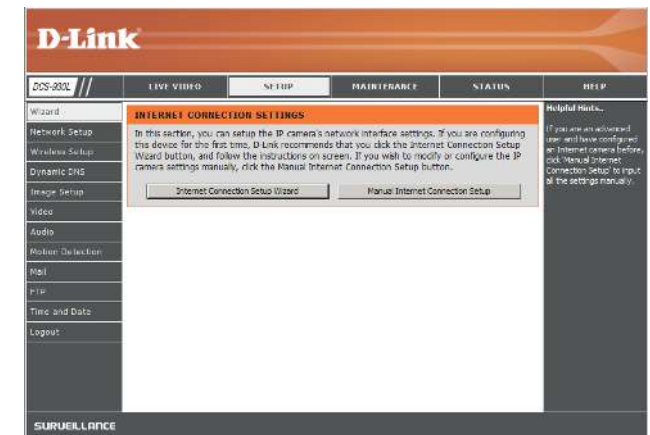 D-Link
DCS-930L //
LIVE VIDEO
SETUP
MAINTENANCE
STATUS
HELP
Wizard
Network Setup
Wireless Setup
Dynamic DNS
Image Setup
Video
Audio
Motion Detection
Mail
FTP
Time and Date
Logout
INTERNET CONNECTION SETTINGS
In this section, you can setup the IP camera's network interface settings. If you are configuring
this device for the first time, D-Link recommends that you click the Internet Connection Setup
Wizard button, and follow the instructions on screen. If you wish to modify or configure the IP
camera settings manually, click the Manual Internet Connection Setup button.
Internet Connection Setup Wizard
Manual Internet Connection Setup
Helpful Hints..
If you are an advanced
user and have configured
an Internet camera before,
click 'Manual Internet
Connection Setup' to input
all the settings manually.
SURVEILLANCE